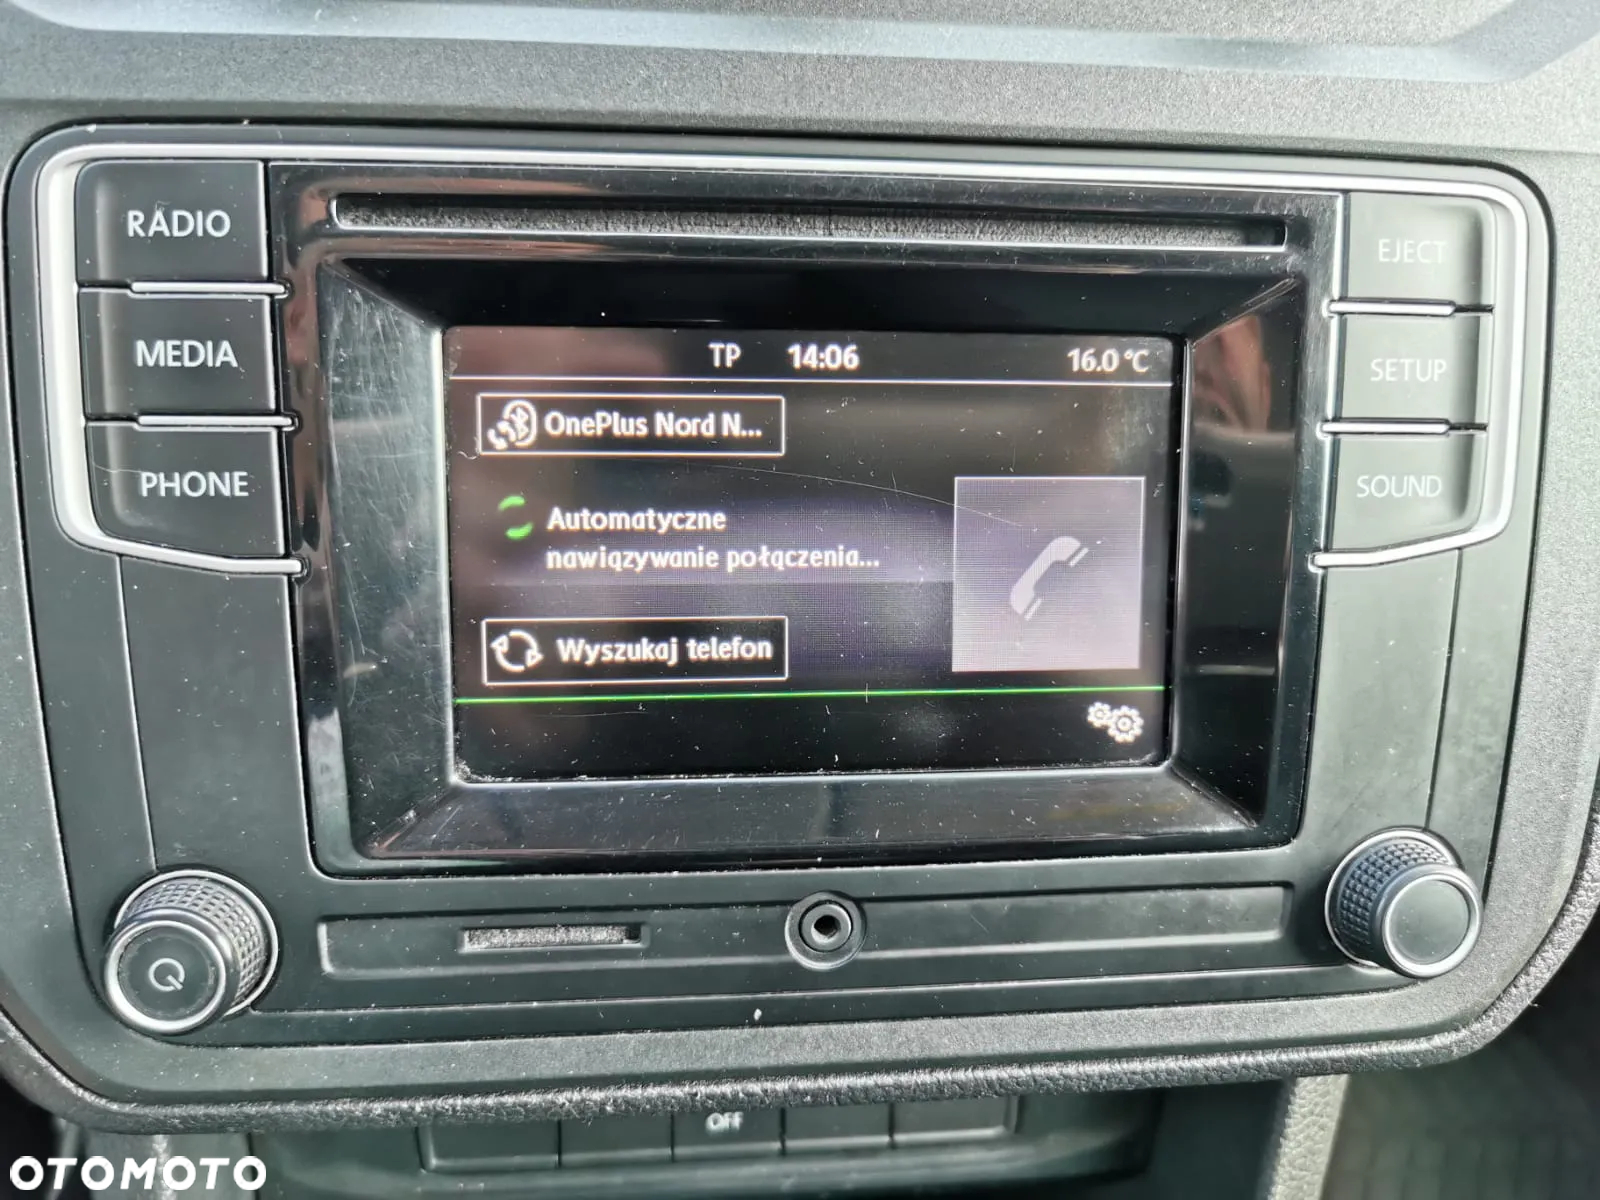 RADIO
MEDIA
PHONE
EJECT
SETUP
SOUND
TP 14:06 16.0 °C
OnePlus Nord N...
Automatyczne
nawiązywanie połączenia...
Wyszukaj telefon
OFF
OTOMOTO